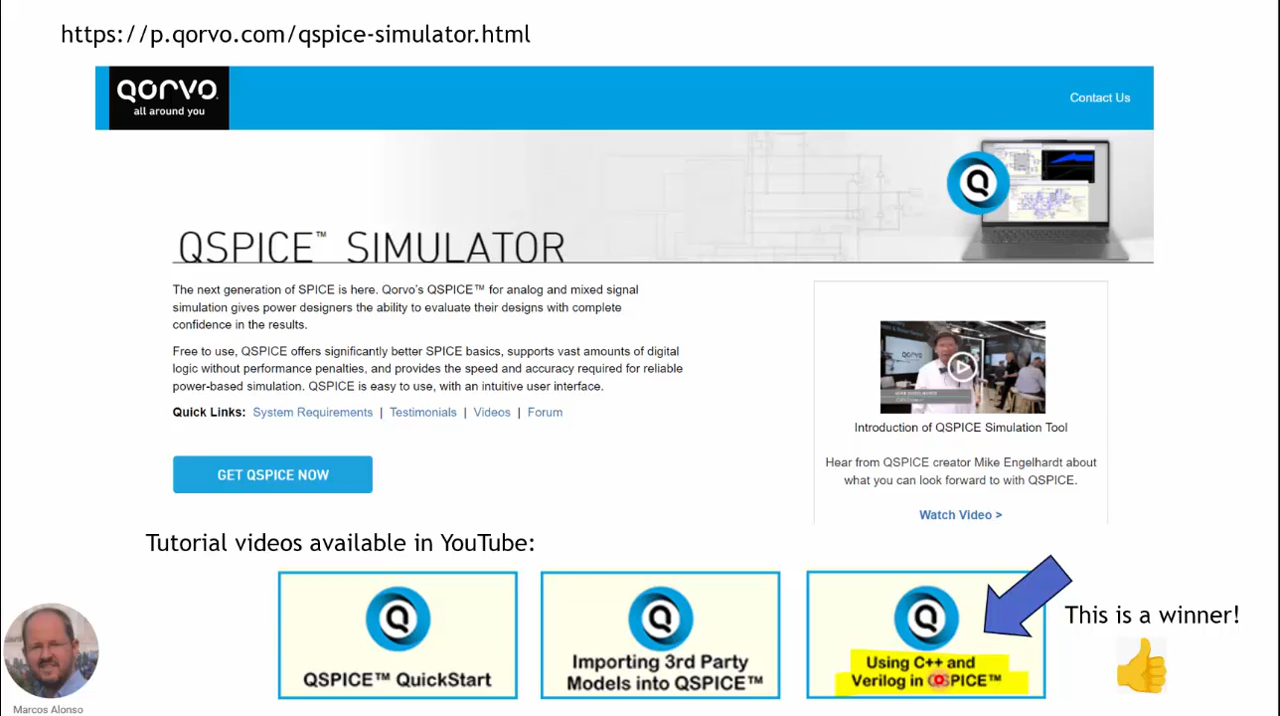 https://p.qorvo.com/qspice-simulator.html
QORVO
all around you
Contact Us
QSPICE™ SIMULATOR
The next generation of SPICE is here. Qorvo's QSPICE™ for analog and mixed signal
simulation gives power designers the ability to evaluate their designs with complete
confidence in the results.
Free to use, QSPICE offers significantly better SPICE basics, supports vast amounts of digital
logic without performance penalties, and provides the speed and accuracy required for reliable
power-based simulation. QSPICE is easy to use, with an intuitive user interface.
Quick Links: System Requirements | Testimonials | Videos | Forum
GET QSPICE NOW
Introduction of QSPICE Simulation Tool
Hear from QSPICE creator Mike Engelhardt about
what you can look forward to with QSPICE.
Watch Video >
Tutorial videos available in YouTube:
QSPICE™ QuickStart
Importing 3rd Party
Models into QSPICE™
Using C++ and
Verilog in QSPICE™
This is a winner!
Marcos Alonso